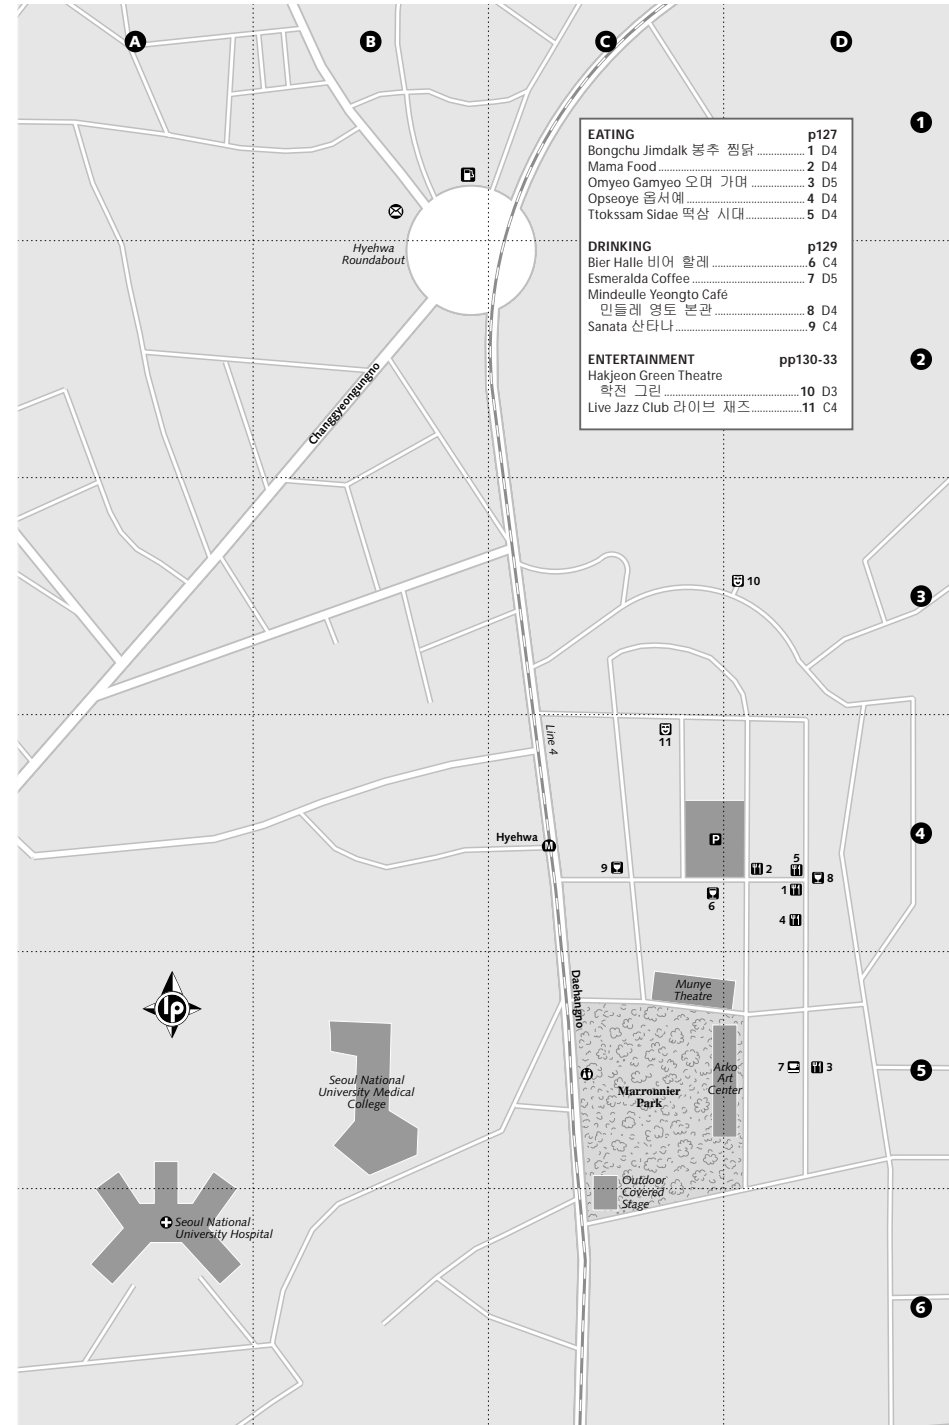 A
B
C
D
1
EATING p127
Bongchu Jimdalk 봉추 찜닭 1 D4
Mama Food 2 D4
Omyeo Gamyeo 오며 가며 3 D5
Opseoye 옵서예 4 D4
Ttokssam Sidae 떡삼 시대 5 D4
DRINKING p129
Bier Halle 비어 할레 6 C4
Esmeralda Coffee 7 D5
Mindeulle Yeongto Café
민들레 영토 본관 8 D4
Sanata 산타나 9 C4
ENTERTAINMENT pp130-33
Hakjeon Green Theatre
학전 그린 10 D3
Live Jazz Club 라이브 재즈 11 C4
Hyehwa
Roundabout
2
Changgyeongungno
10
3
Line 4
11
Hyehwa
M
P
4
9
2
5
8
6
1
4
Daehangno
Munye
Theatre
lp
Seoul National
University Medical
College
Arko
Art
Center
Marronnier
Park
7
3
5
Outdoor
Covered
Stage
Seoul National
University Hospital
6